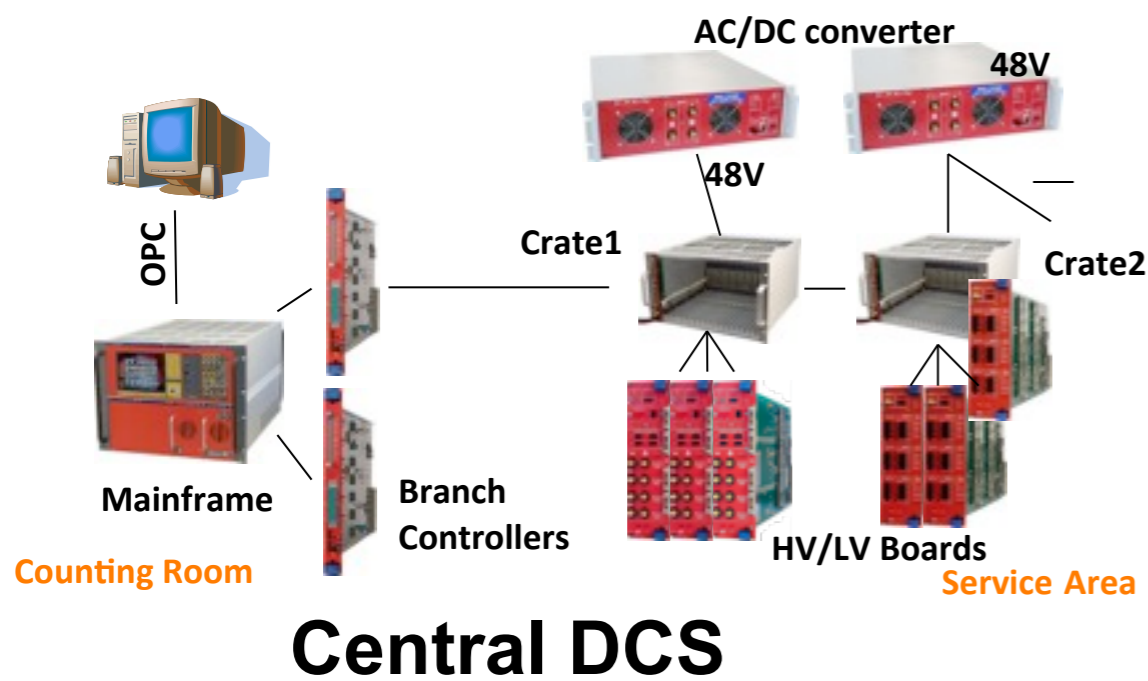 AC/DC converter
48V
48V
OPC
Crate1
Crate2
Mainframe
Branch
Controllers
HV/LV Boards
Counting Room
Service Area
Central DCS